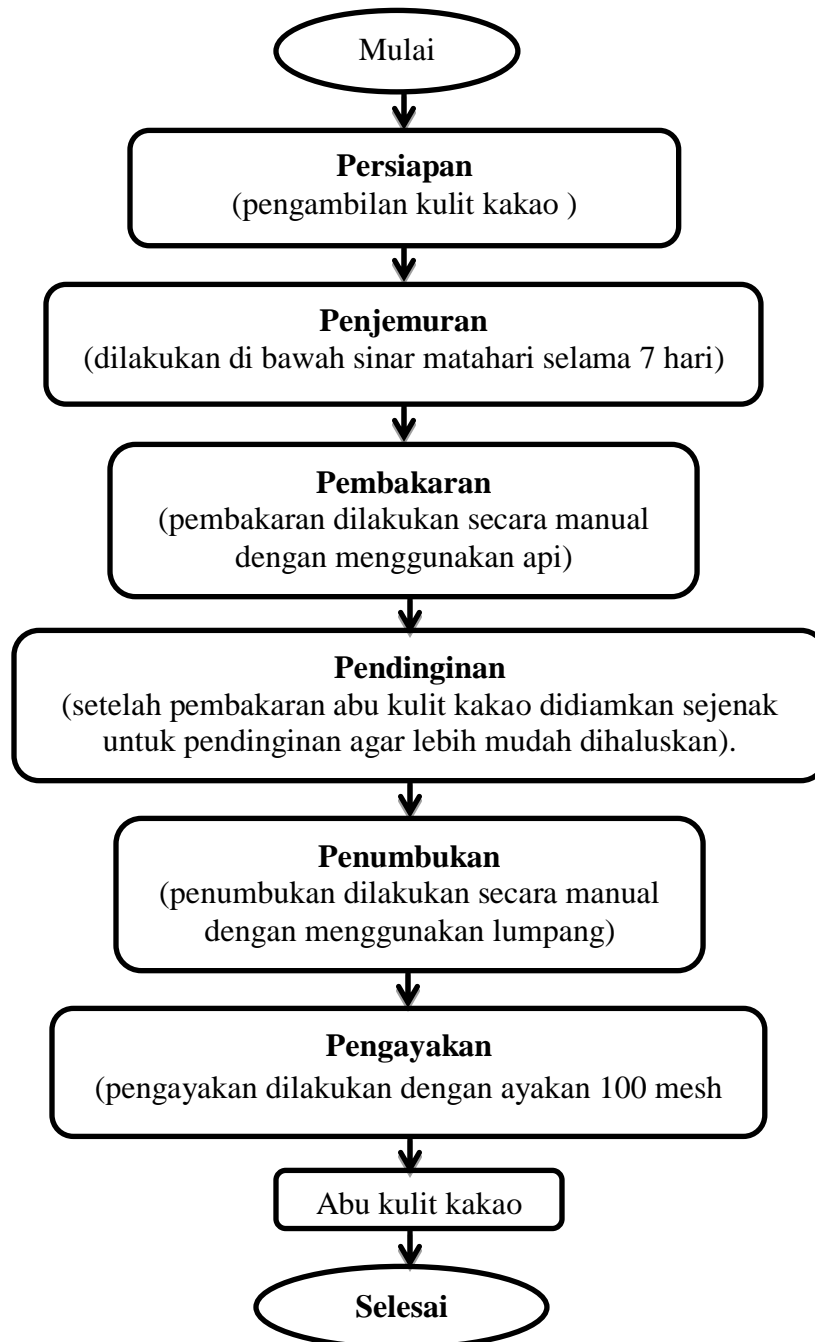 Mulai
Persiapan
(pengambilan kulit kakao )
Penjemuran
(dilakukan di bawah sinar matahari selama 7 hari)
Pembakaran
(pembakaran dilakukan secara manual
dengan menggunakan api)
Pendinginan
(setelah pembakaran abu kulit kakao didiamkan sejenak
untuk pendinginan agar lebih mudah dihaluskan).
Penumbukan
(penumbukan dilakukan secara manual
dengan menggunakan lumpang)
Pengayakan
(pengayakan dilakukan dengan ayakan 100 mesh
Abu kulit kakao
Selesai